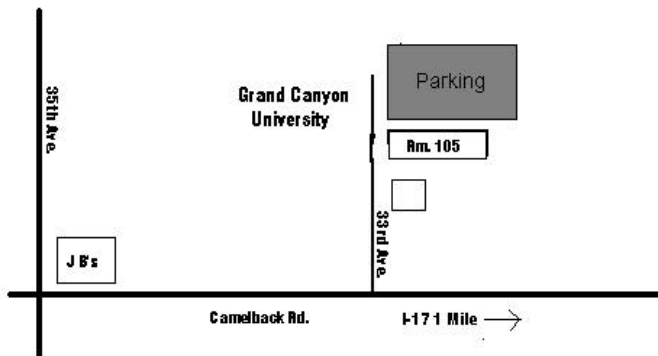 Parking
Grand Canyon
University
35th Ave.
Rm. 105
33rd Ave.
J B's
Camelback Rd.
I-17 1 Mile